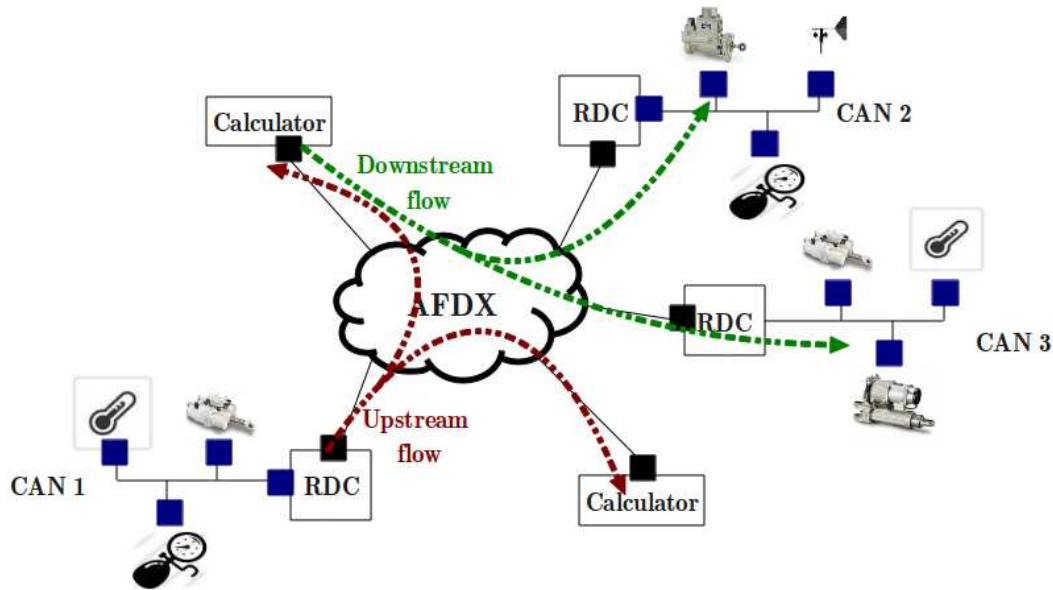 Calculator
RDC
CAN 2
Downstream
flow
AFDX
RDC
CAN 3
Upstream
flow
CAN 1
RDC
Calculator